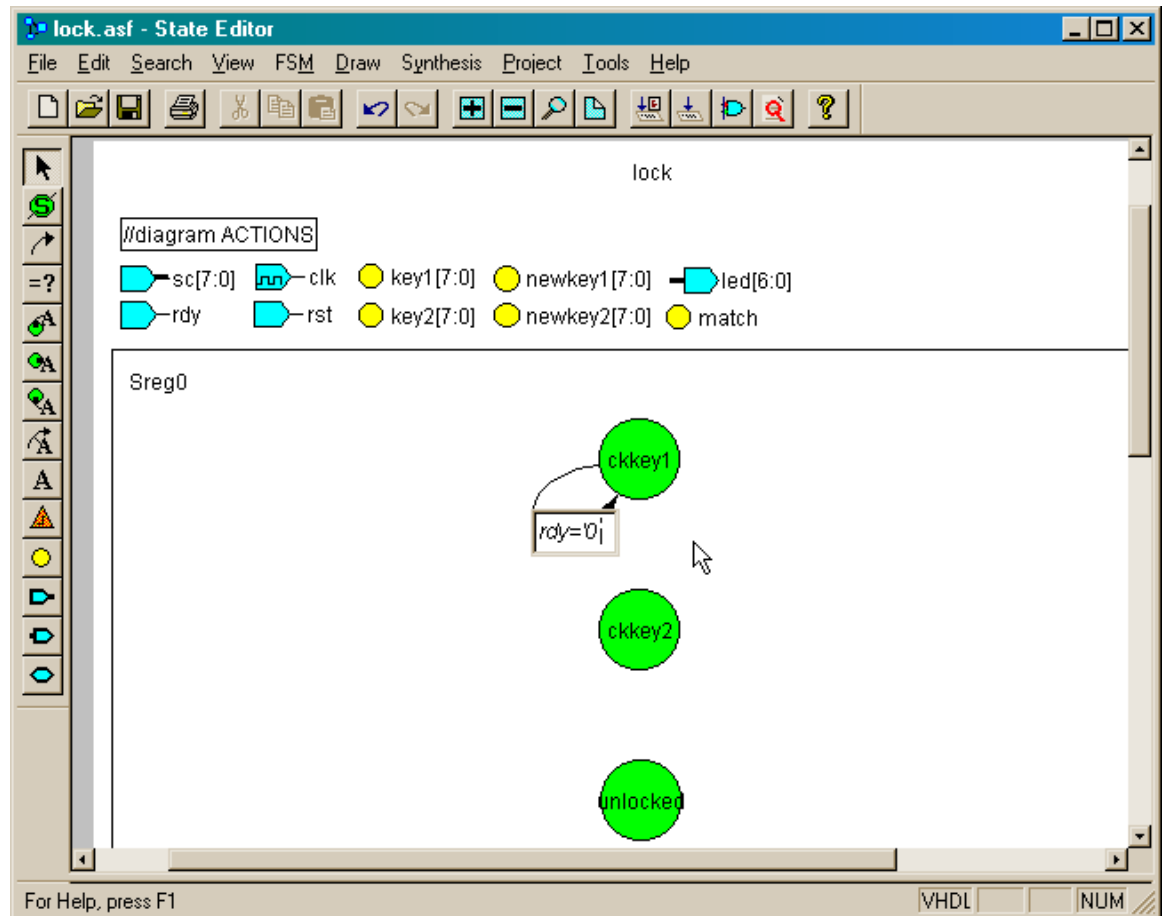 lock.asf - State Editor
File Edit Search View FSM Draw Synthesis Project Tools Help
lock
//diagram ACTIONS
sc[7:0] clk key1[7:0] newkey1[7:0] led[6:0]
rdy rst key2[7:0] newkey2[7:0] match
Sreg0
ckkey1
rdy='0'
ckkey2
unlocked
S
=?
A
A
A
A
A
For Help, press F1 VHDL NUM